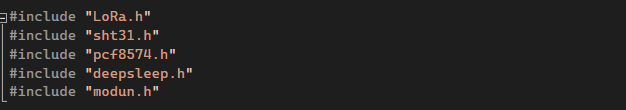 #include "LoRa.h"
#include "sht31.h"
#include "pcf8574.h"
#include "deepsleep.h"
#include "modun.h"